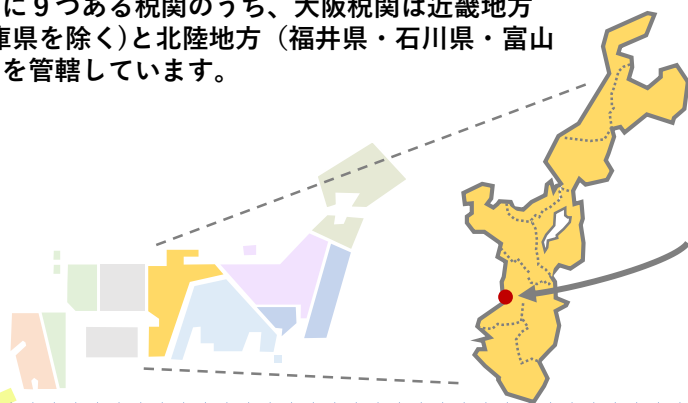 に９つある税関のうち、大阪税関は近畿地方
庫県を除く)と北陸地方（福井県・石川県・富山
を管轄しています。